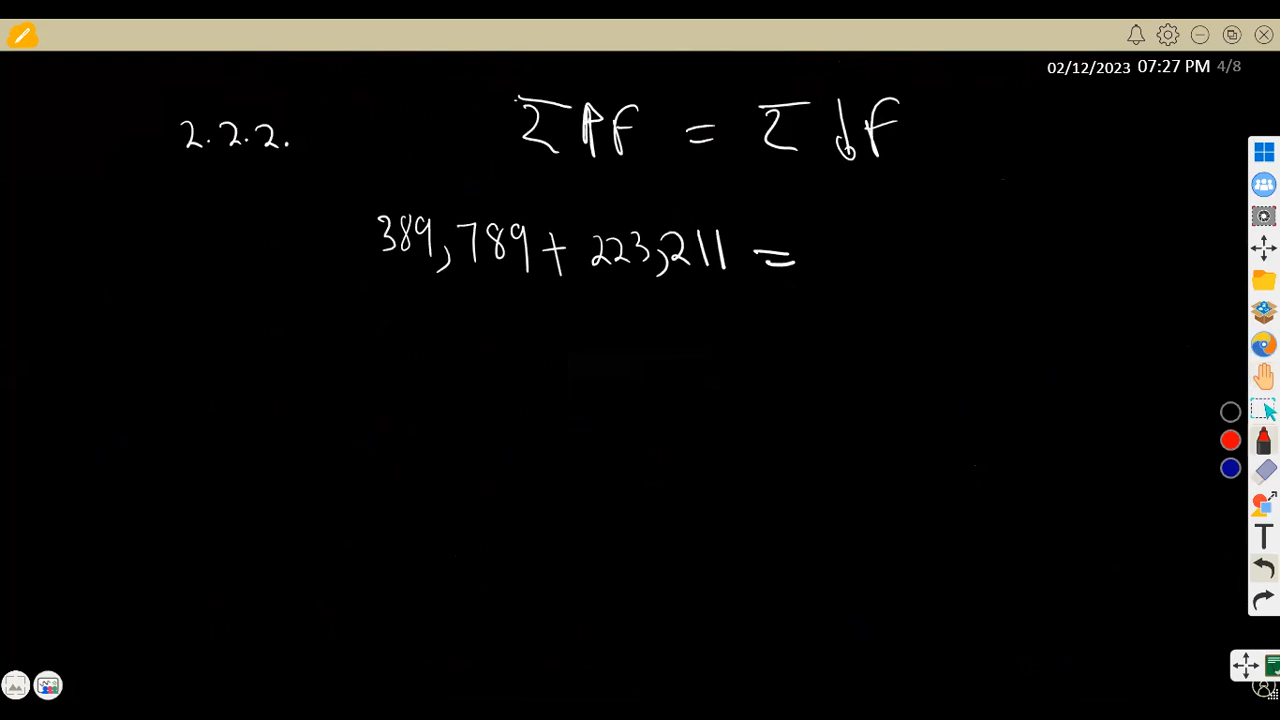 02/12/2023 07:27 PM 4/8
2.2.2. Σ↑F = Σ↓F
389,789 + 223,211 =
T